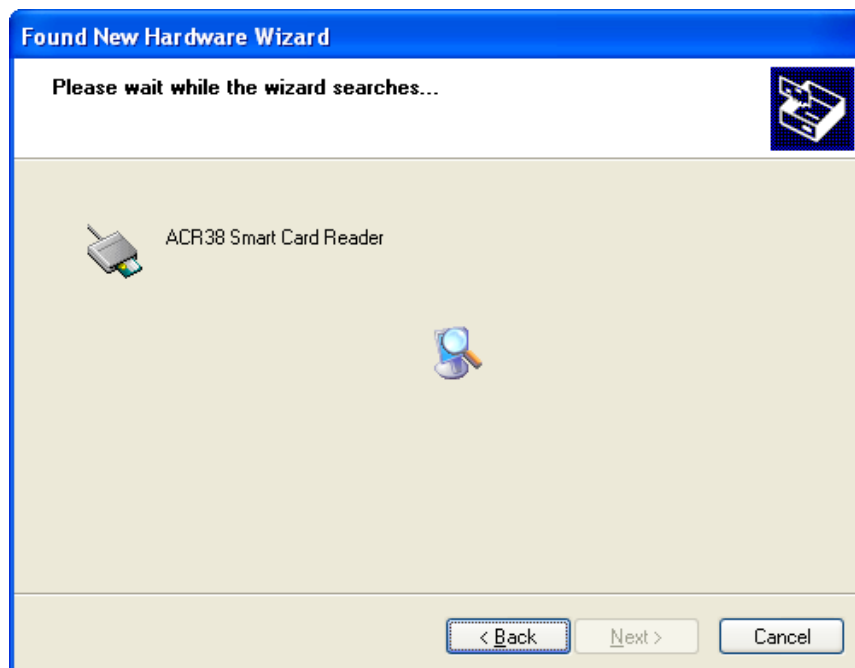 Found New Hardware Wizard
Please wait while the wizard searches...
ACR38 Smart Card Reader
< Back Next > Cancel